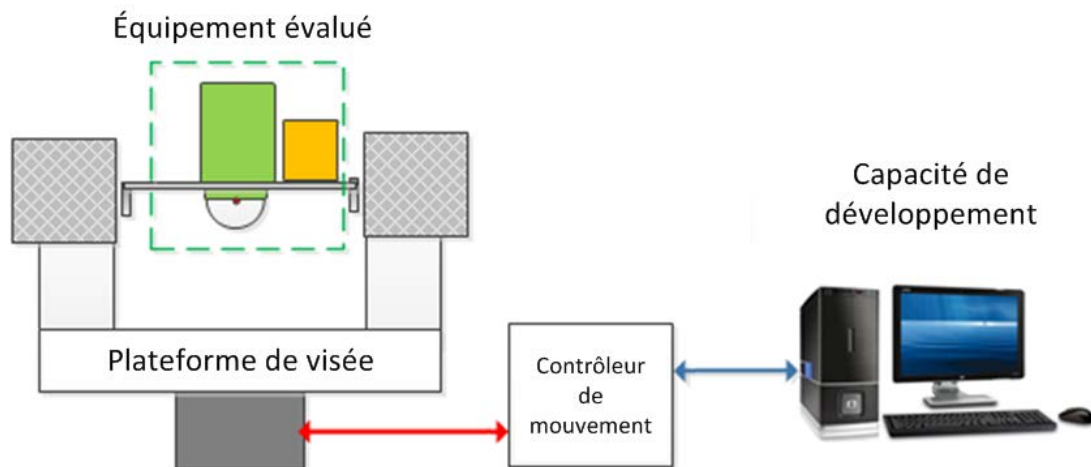 Équipement évalué
Capacité de
développement
Plateforme de visée
Contrôleur
de
mouvement